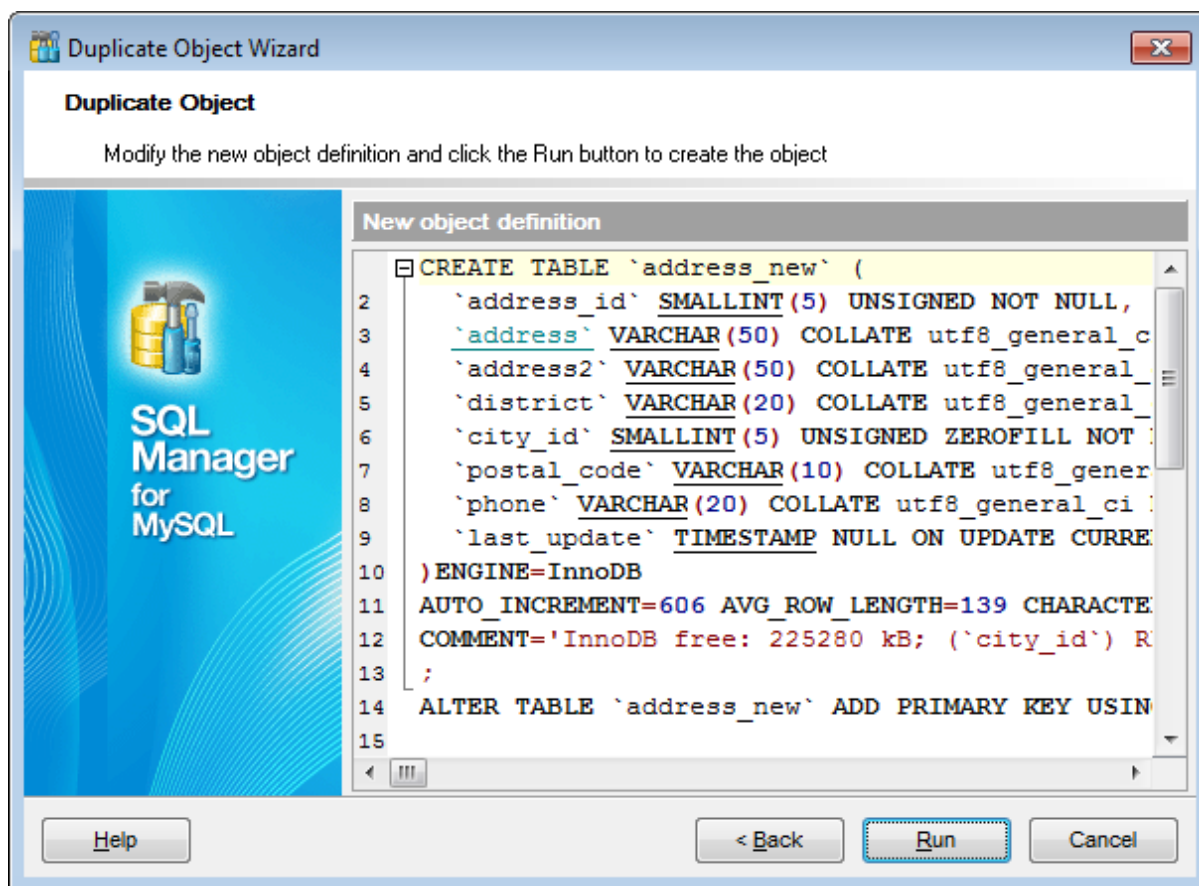 Duplicate Object Wizard
Duplicate Object
Modify the new object definition and click the Run button to create the object
SQL
Manager
for
MySQL
New object definition
CREATE TABLE `address_new` (
2 `address_id` SMALLINT(5) UNSIGNED NOT NULL,
3 `address` VARCHAR(50) COLLATE utf8_general_c
4 `address2` VARCHAR(50) COLLATE utf8_general_
5 `district` VARCHAR(20) COLLATE utf8_general_
6 `city_id` SMALLINT(5) UNSIGNED ZEROFILL NOT
7 `postal_code` VARCHAR(10) COLLATE utf8_gener
8 `phone` VARCHAR(20) COLLATE utf8_general_ci
9 `last_update` TIMESTAMP NULL ON UPDATE CURRE
10 )ENGINE=InnoDB
11 AUTO_INCREMENT=606 AVG_ROW_LENGTH=139 CHARACTE
12 COMMENT='InnoDB free: 225280 kB; (`city_id`) R
13 ;
14 ALTER TABLE `address_new` ADD PRIMARY KEY USIN
15
Help
< Back
Run
Cancel